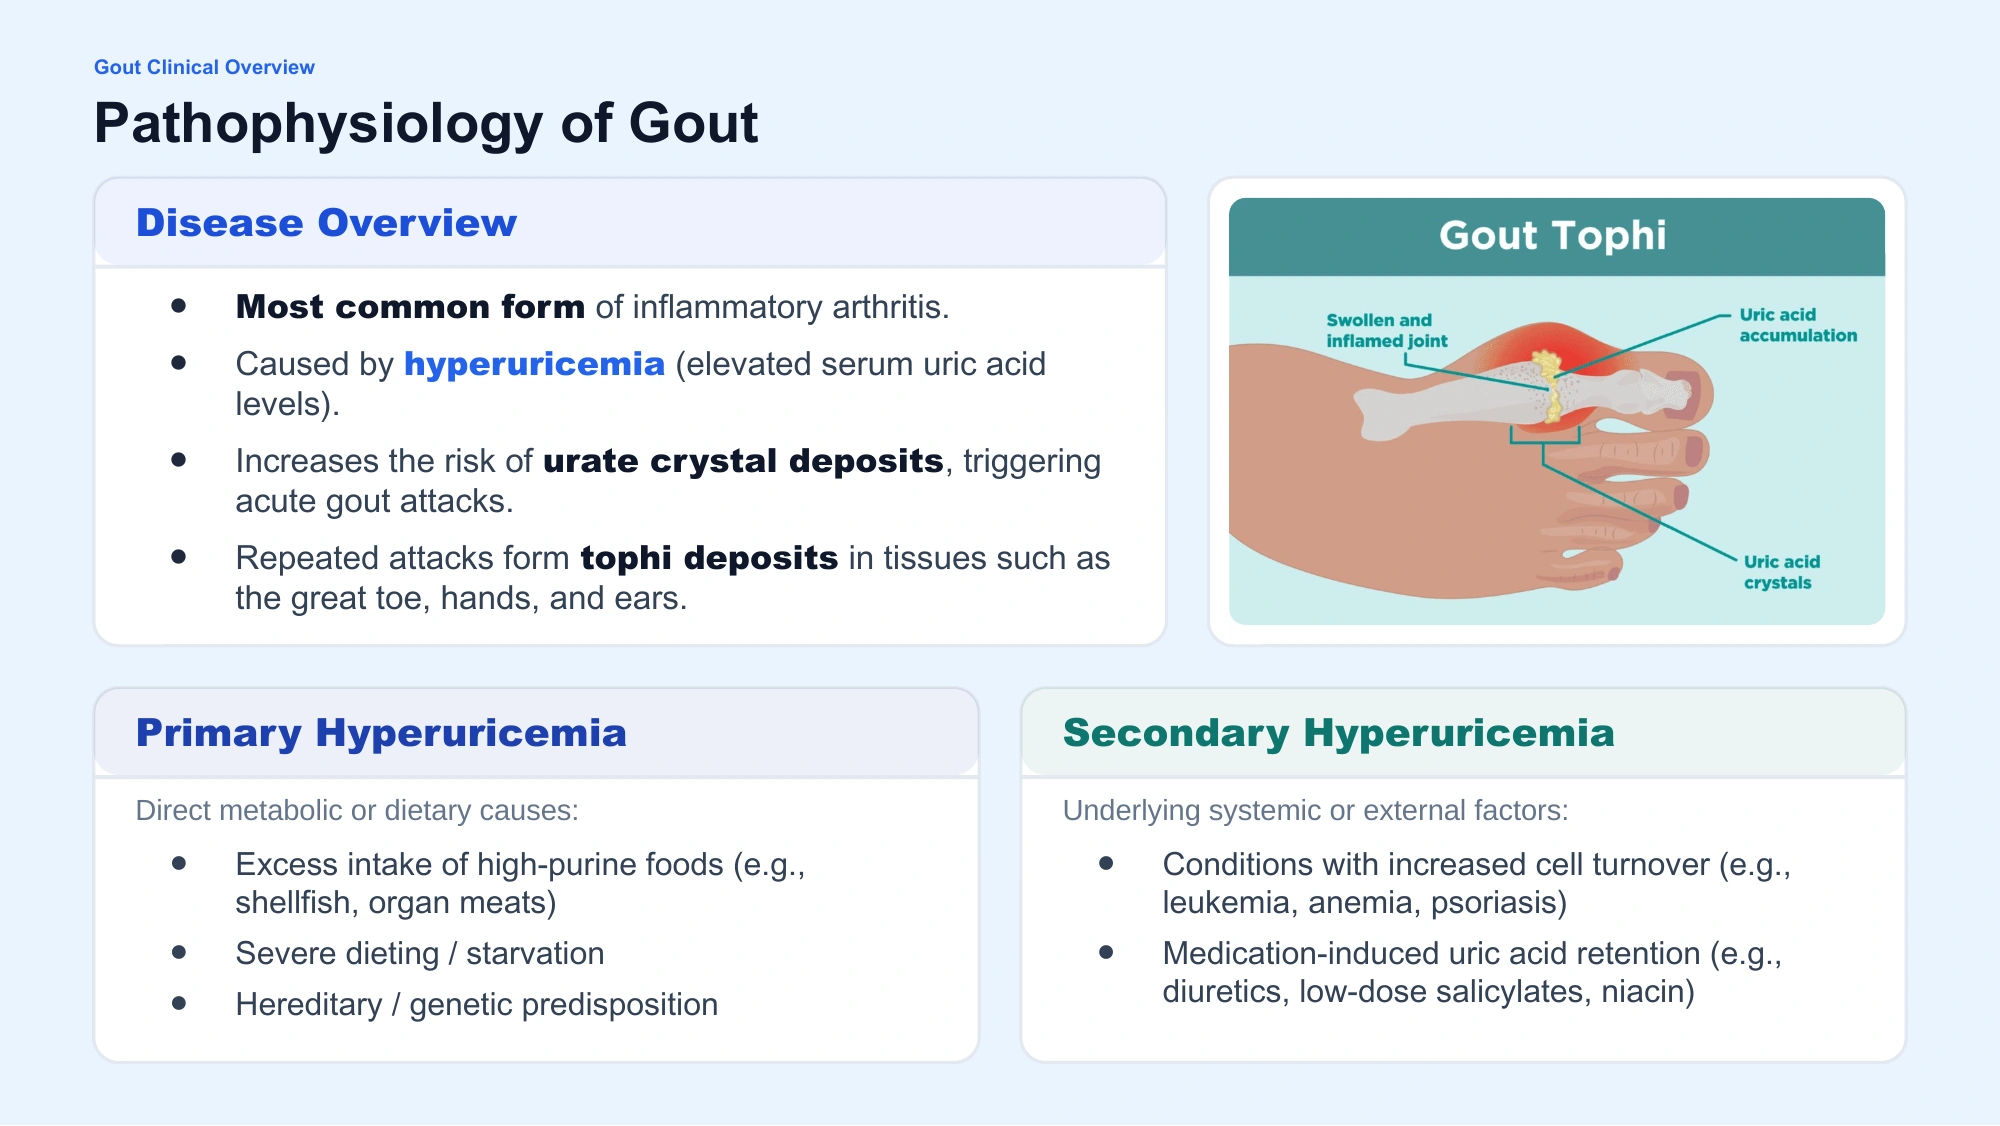 Gout Clinical Overview
Pathophysiology of Gout
Disease Overview
● Most common form of inflammatory arthritis.
● Caused by hyperuricemia (elevated serum uric acid
levels).
● Increases the risk of urate crystal deposits, triggering
acute gout attacks.
● Repeated attacks form tophi deposits in tissues such as
the great toe, hands, and ears.
Gout Tophi
Swollen and
inflamed joint
Uric acid
accumulation
Uric acid
crystals
Primary Hyperuricemia
Direct metabolic or dietary causes:
● Excess intake of high-purine foods (e.g.,
shellfish, organ meats)
● Severe dieting / starvation
● Hereditary / genetic predisposition
Secondary Hyperuricemia
Underlying systemic or external factors:
● Conditions with increased cell turnover (e.g.,
leukemia, anemia, psoriasis)
● Medication-induced uric acid retention (e.g.,
diuretics, low-dose salicylates, niacin)